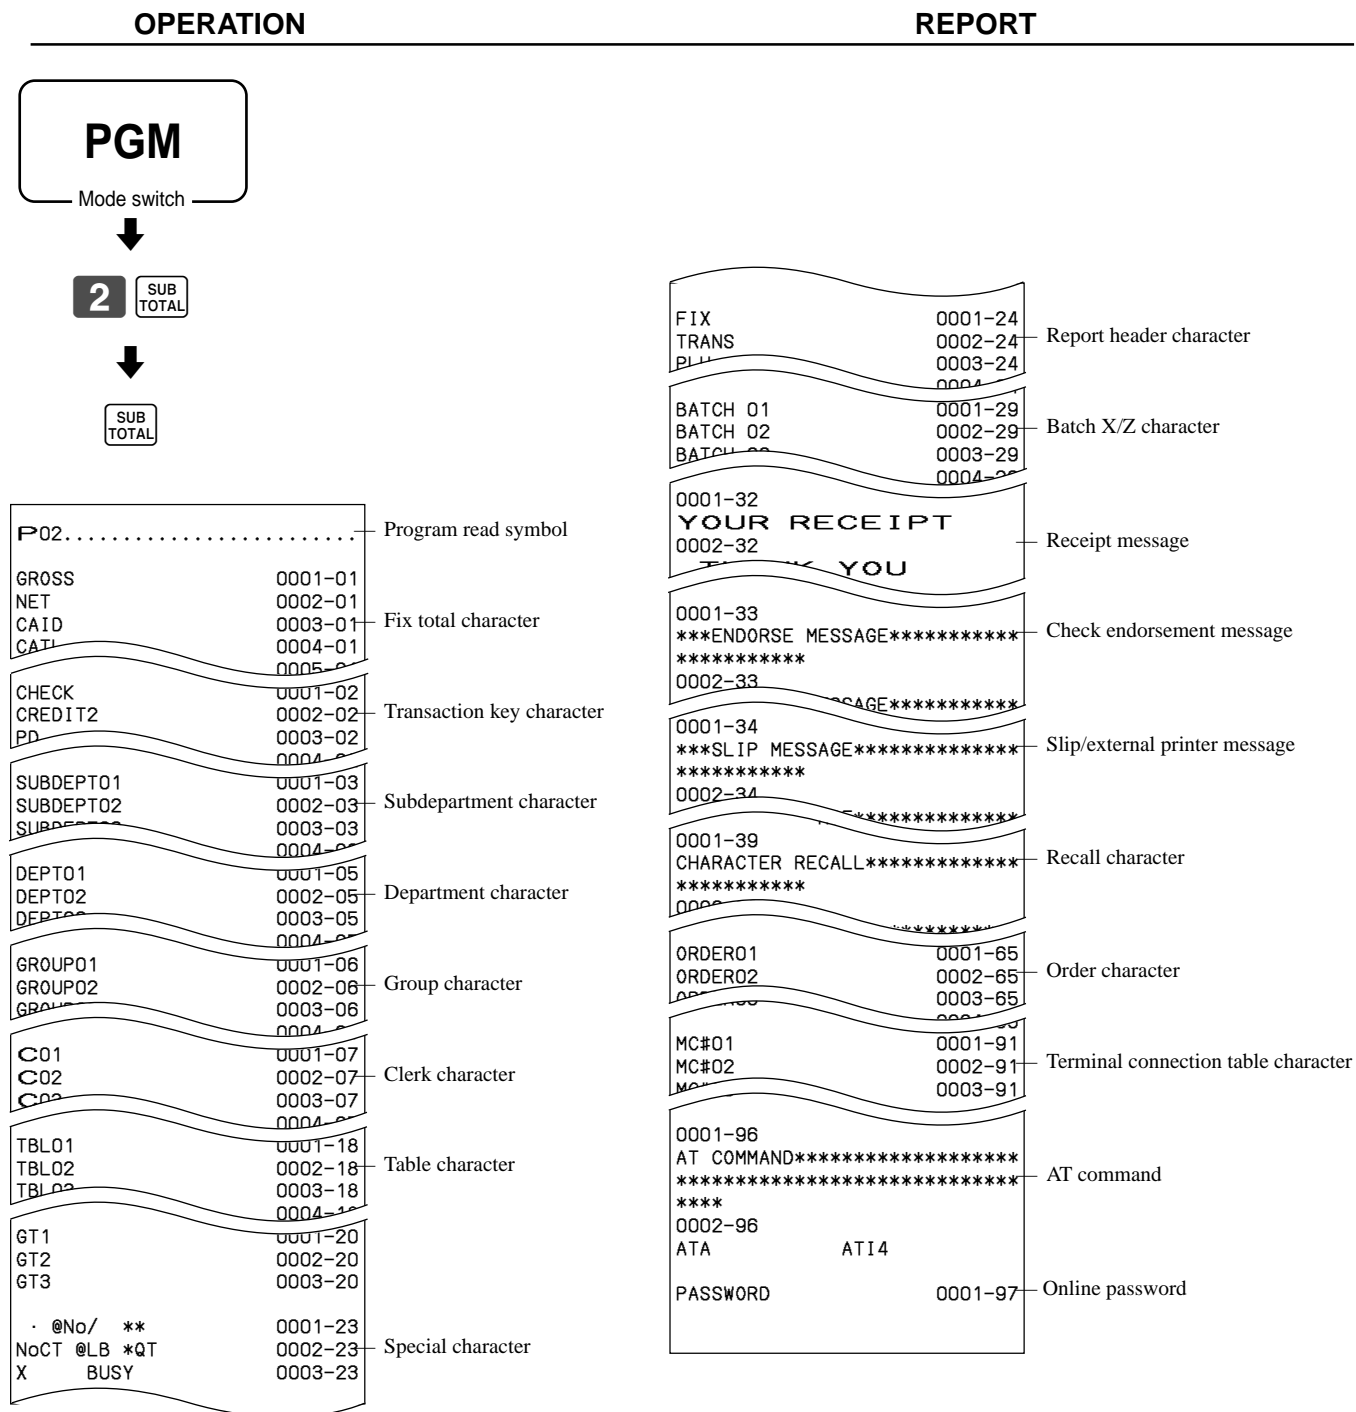 OPERATION
REPORT
PGM
Mode switch
2 SUB TOTAL
SUB TOTAL
P02......................... Program read symbol
GROSS 0001-01
NET 0002-01
CAID 0003-01 Fix total character
0004-01
CHECK 0001-02
CREDIT2 0002-02 Transaction key character
PD 0003-02
SUBDEPT01 0001-03
SUBDEPT02 0002-03 Subdepartment character
0003-03
DEPT01 0001-05
DEPT02 0002-05 Department character
0003-05
GROUP01 0001-06
GROUP02 0002-06 Group character
0003-06
C01 0001-07
C02 0002-07 Clerk character
0003-07
TBL01 0001-18
TBL02 0002-18 Table character
0003-18
GT1 0001-20
GT2 0002-20
GT3 0003-20
· @No/ ** 0001-23
NoCT @LB *QT 0002-23 Special character
X BUSY 0003-23
FIX 0001-24
TRANS 0002-24 Report header character
PLU 0003-24
BATCH 01 0001-29
BATCH 02 0002-29 Batch X/Z character
0003-29
0001-32
YOUR RECEIPT
0002-32 Receipt message
YOU
0001-33
***ENDORSE MESSAGE*********** Check endorsement message
***********
0002-33
0001-34
***SLIP MESSAGE************** Slip/external printer message
***********
0002-34
0001-39
CHARACTER RECALL************* Recall character
***********
ORDER01 0001-65
ORDER02 0002-65 Order character
0003-65
MC#01 0001-91
MC#02 0002-91 Terminal connection table character
0003-91
0001-96
AT COMMAND*******************
***************************** AT command
****
0002-96
ATA ATI4
PASSWORD 0001-97 Online password